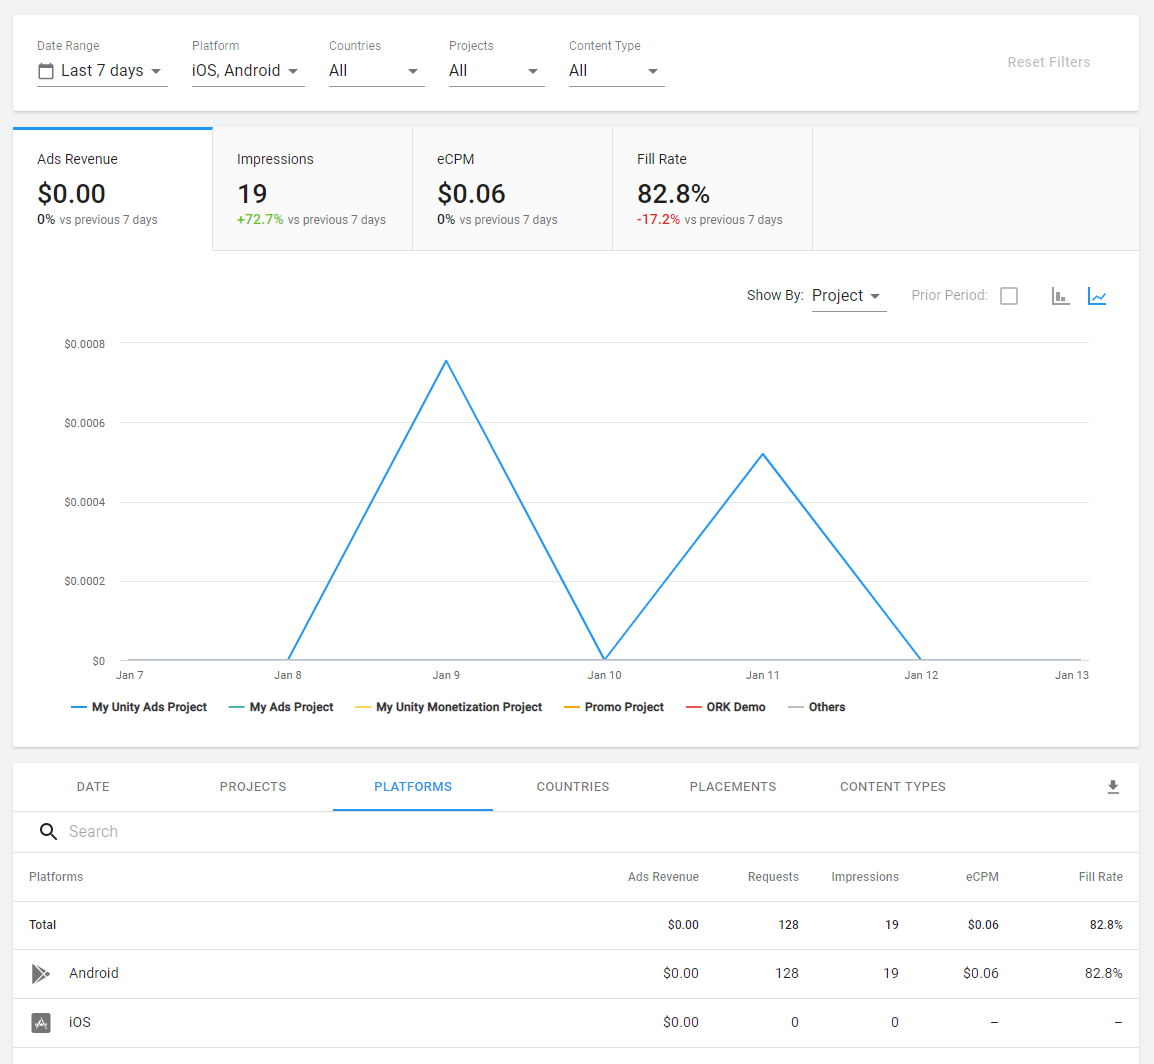 Date Range Platform Countries Projects Content Type
Last 7 days iOS, Android All All All Reset Filters
Ads Revenue Impressions eCPM Fill Rate
$0.00 19 $0.06 82.8%
0% vs previous 7 days +72.7% vs previous 7 days 0% vs previous 7 days -17.2% vs previous 7 days
Show By: Project Prior Period:
$0.0008
$0.0006
$0.0004
$0.0002
$0
Jan 7 Jan 8 Jan 9 Jan 10 Jan 11 Jan 12 Jan 13
My Unity Ads Project My Ads Project My Unity Monetization Project Promo Project ORK Demo Others
DATE PROJECTS PLATFORMS COUNTRIES PLACEMENTS CONTENT TYPES
Search
Platforms Ads Revenue Requests Impressions eCPM Fill Rate
Total $0.00 128 19 $0.06 82.8%
Android $0.00 128 19 $0.06 82.8%
iOS $0.00 0 0 – –